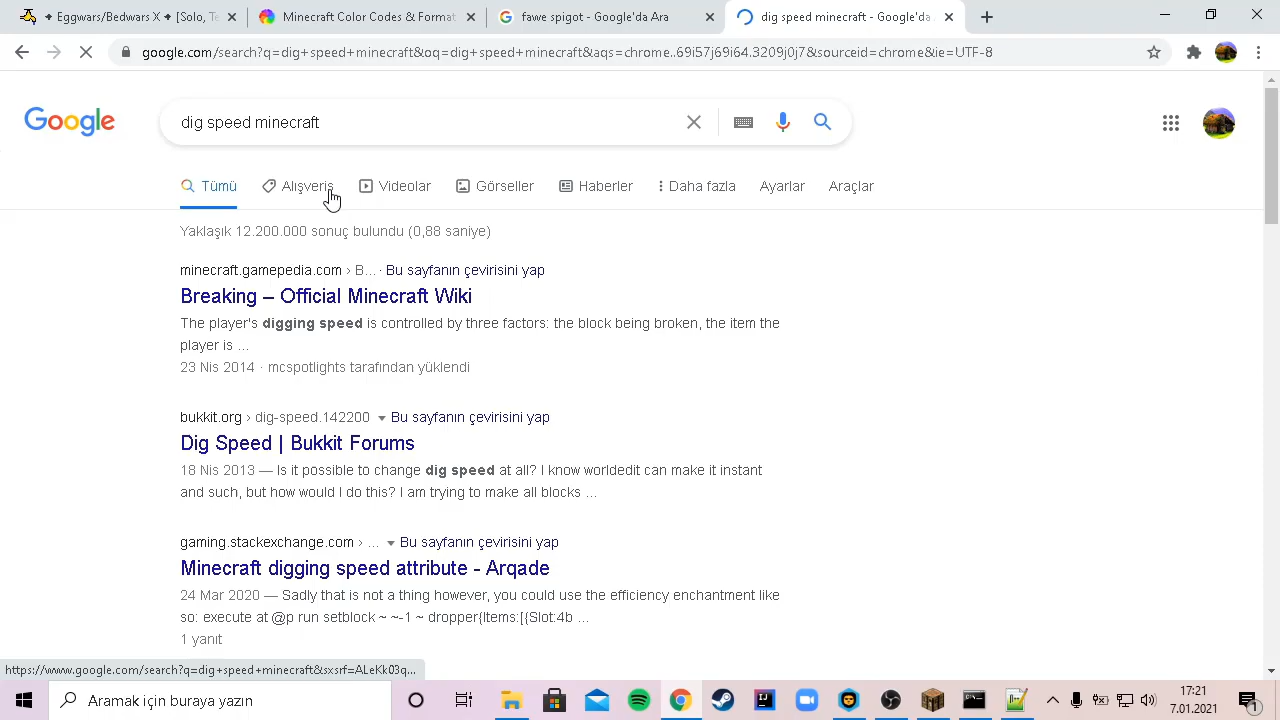 ✦ Eggwars/Bedwars X ✦ [Solo, Te
Minecraft Color Codes & Format
fawe spigot - Google'da Ara
dig speed minecraft - Google'da
google.com/search?q=dig+speed+minecraft&oq=dig+speed+minecraft&aqs=chrome..69i57j69i64.3209j0j7&sourceid=chrome&ie=UTF-8
Google
dig speed minecraft
Tümü
Alışveriş
Videolar
Görseller
Haberler
Daha fazla
Ayarlar
Araçlar
Yaklaşık 12.200.000 sonuç bulundu (0,88 saniye)
minecraft.gamepedia.com › B... · Bu sayfanın çevirisini yap
Breaking – Official Minecraft Wiki
The player's digging speed is controlled by three factors: the block being broken, the item the
player is ...
23 Nis 2014 · mcspotlights tarafından yüklendi
bukkit.org › dig-speed.142200 ▾ Bu sayfanın çevirisini yap
Dig Speed | Bukkit Forums
18 Nis 2013 — Is it possible to change dig speed at all? I know worldedit can make it instant
and such, but how would I do this? I am trying to make all blocks ...
gaming.stackexchange.com › ... ▾ Bu sayfanın çevirisini yap
Minecraft digging speed attribute - Arqade
24 Mar 2020 — Sadly that is not a thing however, you could use the efficiency enchantment like
so: execute at @p run setblock ~ ~-1 ~ dropper{Items:[{Slot:4b ...
1 yanıt
https://www.google.com/search?q=dig+speed+minecraft&sxsrf=ALeKk03q...
Aramak için buraya yazın
17:21
7.01.2021
1